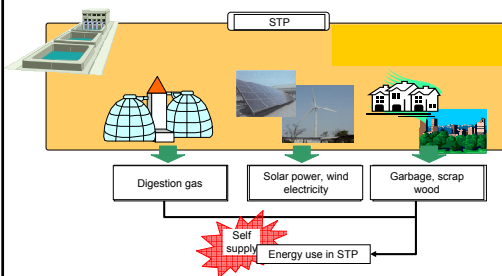 STP
Digestion gas
Solar power, wind
electricity
Garbage, scrap
wood
Self
supply
Energy use in STP